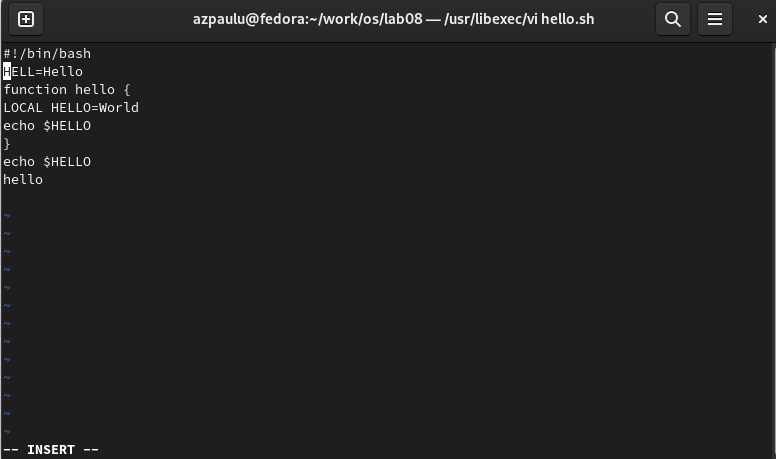 azpaulu@fedora:~/work/os/lab08 — /usr/libexec/vi hello.sh
#!/bin/bash
HELL=Hello
function hello {
LOCAL HELLO=World
echo $HELLO
}
echo $HELLO
hello
~
~
~
~
~
~
~
~
~
~
~
~
~
-- INSERT --